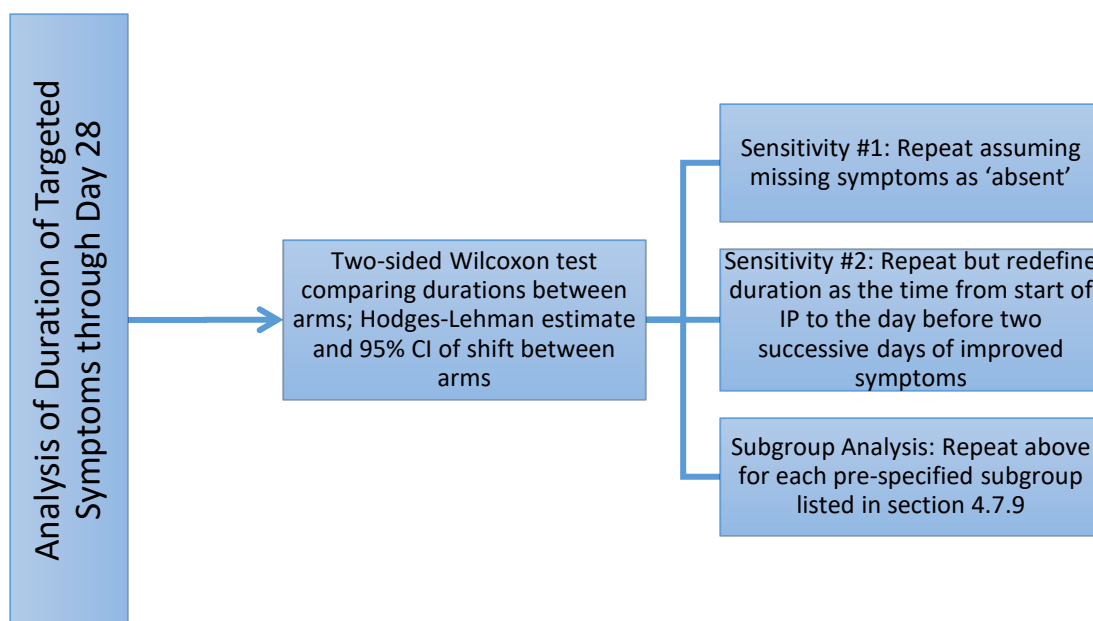 Analysis of Duration of Targeted
Symptoms through Day 28
Two-sided Wilcoxon test
comparing durations between
arms; Hodges-Lehman estimate
and 95% CI of shift between
arms
Sensitivity #1: Repeat assuming
missing symptoms as ‘absent’
Sensitivity #2: Repeat but redefine
duration as the time from start of
IP to the day before two
successive days of improved
symptoms
Subgroup Analysis: Repeat above
for each pre-specified subgroup
listed in section 4.7.9